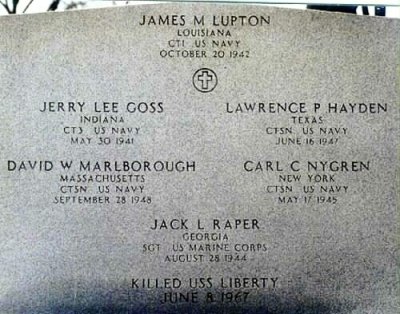 JAMES M LUPTON
LOUISIANA
CT1 US NAVY
OCTOBER 20 1942
JERRY LEE GOSS
INDIANA
CT3 US NAVY
MAY 30 1941
LAWRENCE P HAYDEN
TEXAS
CTSN US NAVY
JUNE 16 1947
DAVID W MARLBOROUGH
MASSACHUSETTS
CTSN US NAVY
SEPTEMBER 28 1948
CARL C NYGREN
NEW YORK
CTSN US NAVY
MAY 17 1945
JACK L RAPER
GEORGIA
SGT US MARINE CORPS
AUGUST 28 1944
KILLED USS LIBERTY
JUNE 8 1967